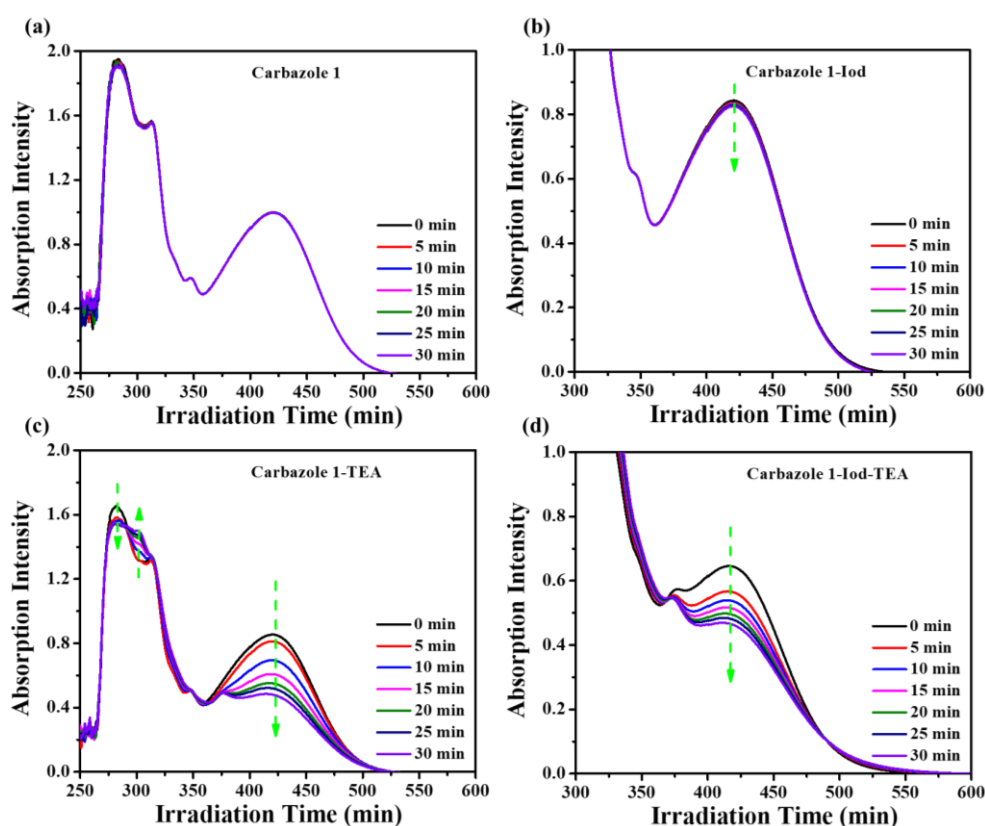 (a)
Carbazole 1
Absorption Intensity
2.0
1.6
1.2
0.8
0.4
0.0
0 min
5 min
10 min
15 min
20 min
25 min
30 min
250 300 350 400 450 500 550 600
Irradiation Time (min)
(b)
Carbazole 1-Iod
Absorption Intensity
1.0
0.8
0.6
0.4
0.2
0.0
0 min
5 min
10 min
15 min
20 min
25 min
30 min
300 350 400 450 500 550 600
Irradiation Time (min)
(c)
Carbazole 1-TEA
Absorption Intensity
2.0
1.6
1.2
0.8
0.4
0.0
0 min
5 min
10 min
15 min
20 min
25 min
30 min
250 300 350 400 450 500 550 600
Irradiation Time (min)
(d)
Carbazole 1-Iod-TEA
Absorption Intensity
1.0
0.8
0.6
0.4
0.2
0.0
0 min
5 min
10 min
15 min
20 min
25 min
30 min
300 350 400 450 500 550 600
Irradiation Time (min)